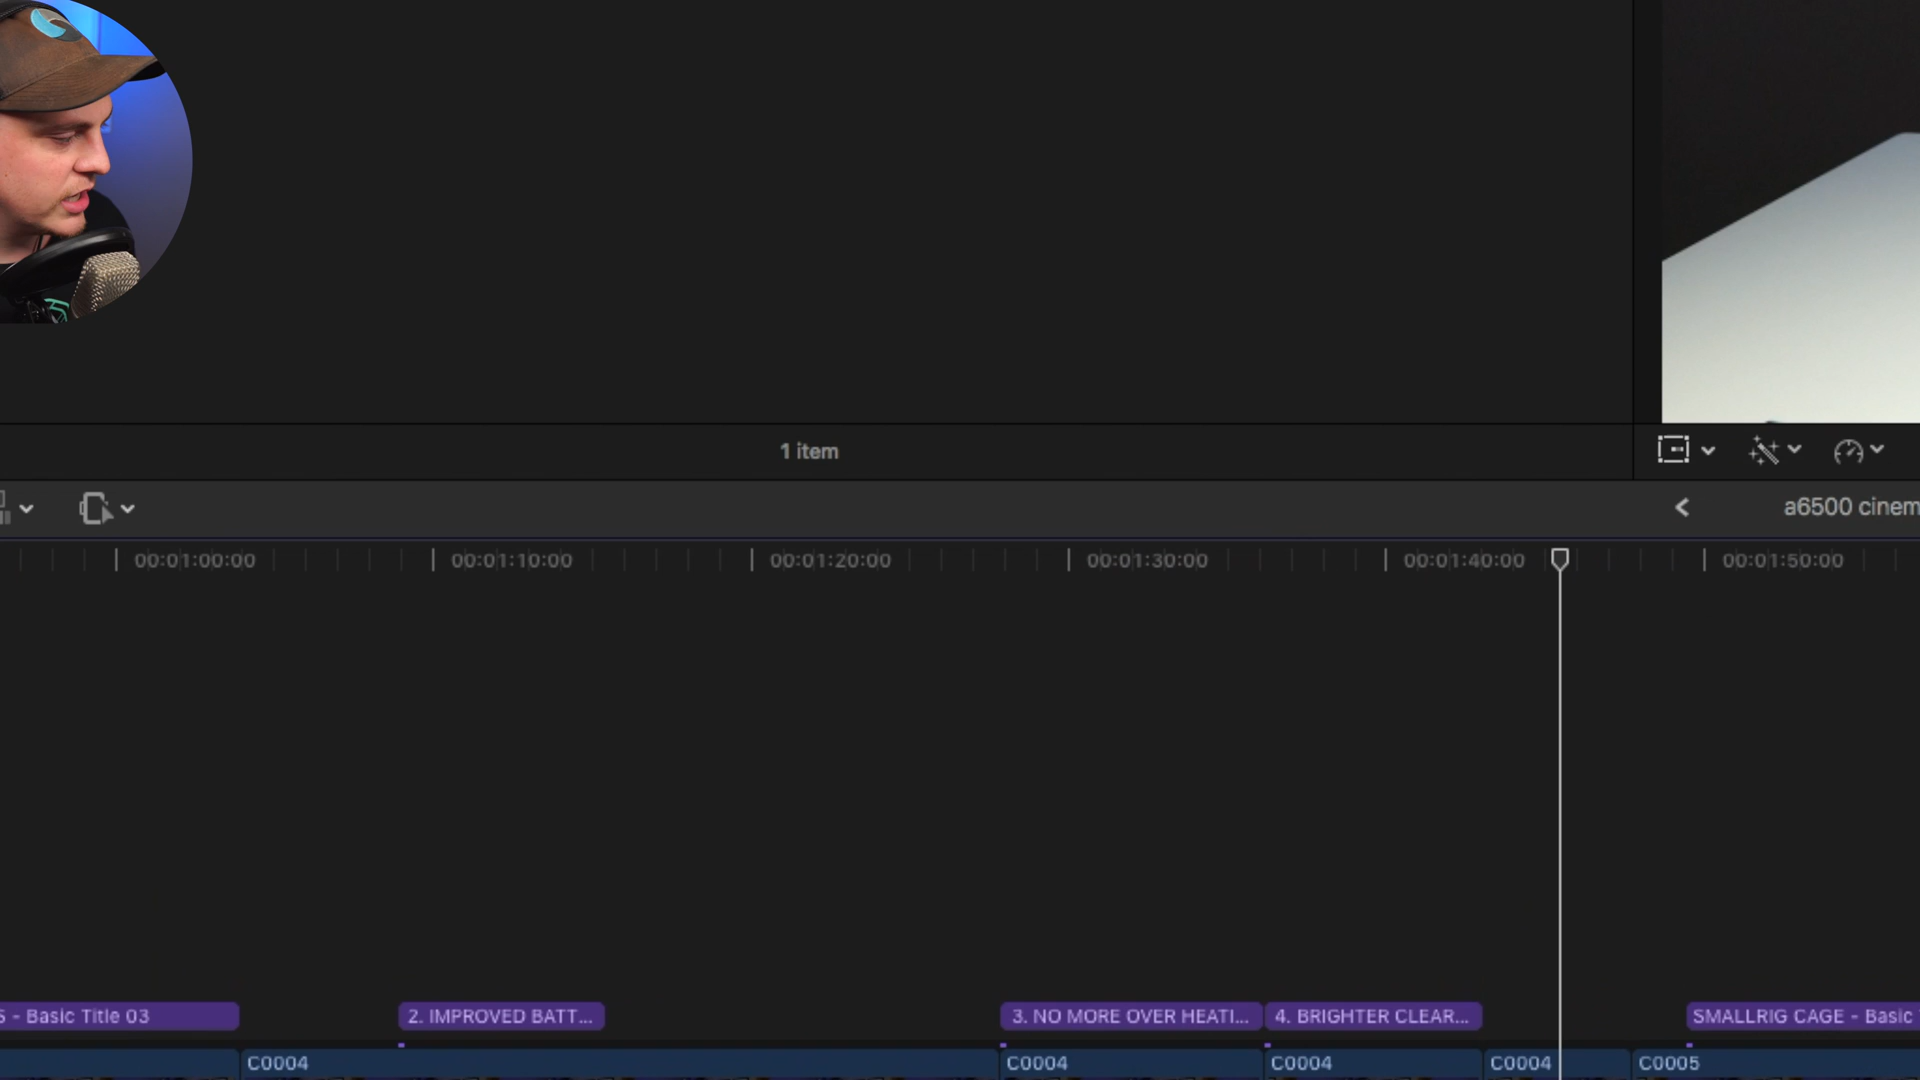 1 item
a6500 cinem
00:01:00:00
00:01:10:00
00:01:20:00
00:01:30:00
00:01:40:00
00:01:50:00
S - Basic Title 03
2. IMPROVED BATT...
3. NO MORE OVER HEATI...
4. BRIGHTER CLEAR...
SMALLRIG CAGE - Basic
C0004
C0004
C0004
C0004
C0005